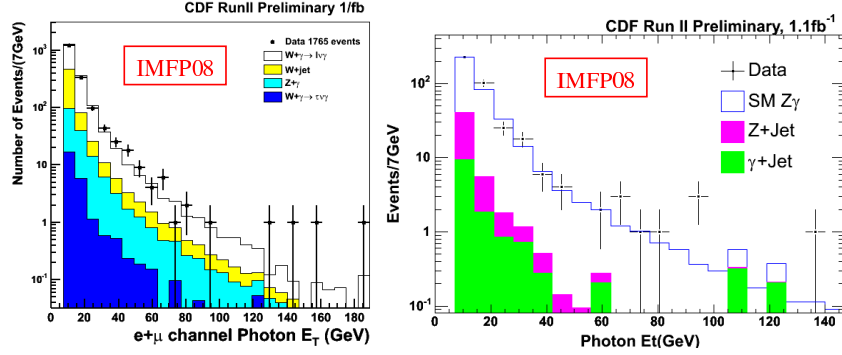 CDF RunII Preliminary 1/fb
Number of Events/(7GeV)
10³
10²
10
1
10⁻¹
IMFP08
Data 1765 events
W+γ→ lνγ
W+jet
Z+γ
W+γ→ τνγ
0 20 40 60 80 100 120 140 160 180
e+μ channel Photon E_T (GeV)
CDF Run II Preliminary, 1.1fb⁻¹
Events/7GeV
10²
10
1
10⁻¹
IMFP08
Data
SM Zγ
Z+Jet
γ+Jet
0 20 40 60 80 100 120 140
Photon Et(GeV)